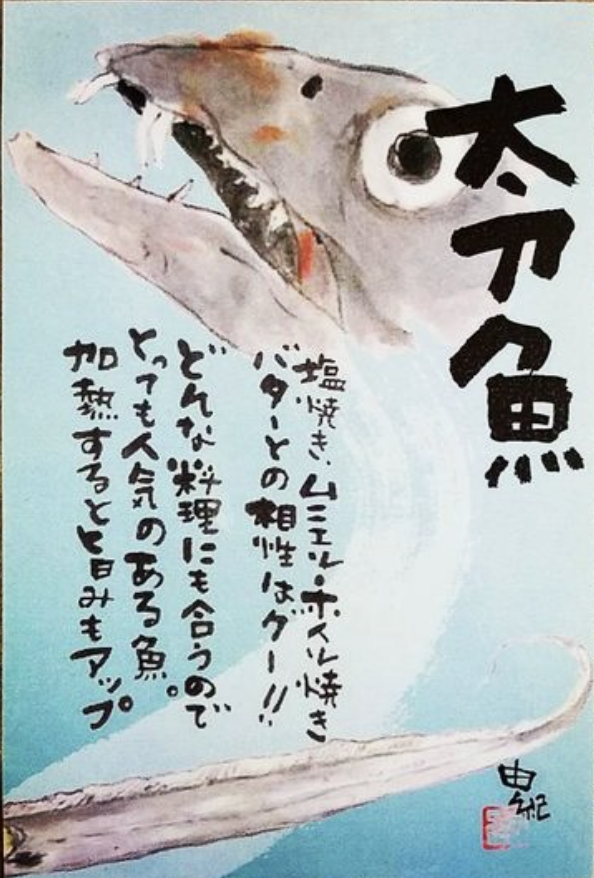 太刀魚
塩焼き、ムニエル・ホイル焼き
バターとの相性はグー!!
どんな料理にも合うので
とっても人気のある魚。
加熱すると旨みもアップ
由紀